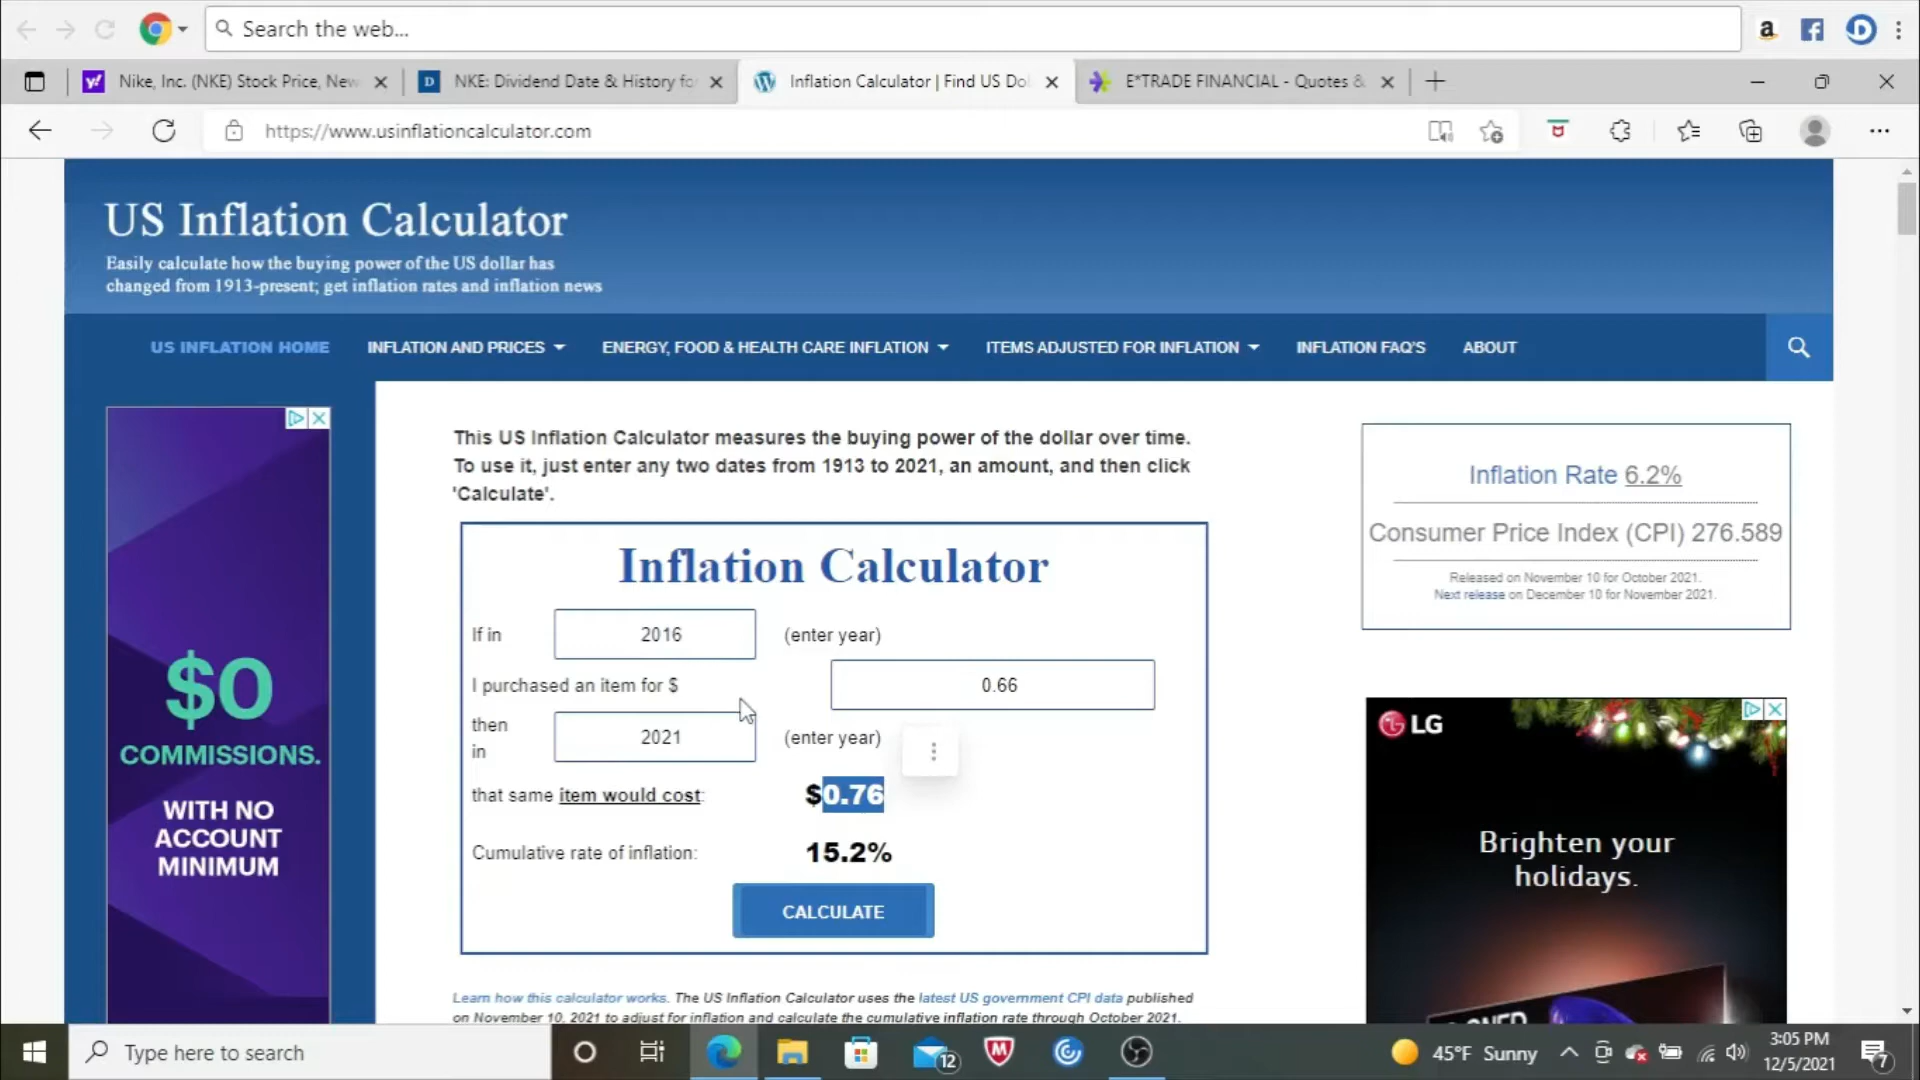 Search the web...
a
Nike, Inc. (NKE) Stock Price, New
NKE: Dividend Date & History fo
Inflation Calculator | Find US Do
E*TRADE FINANCIAL - Quotes &
https://www.usinflationcalculator.com
US Inflation Calculator
Easily calculate how the buying power of the US dollar has
changed from 1913-present; get inflation rates and inflation news
US INFLATION HOME
INFLATION AND PRICES
ENERGY, FOOD & HEALTH CARE INFLATION
ITEMS ADJUSTED FOR INFLATION
INFLATION FAQ'S
ABOUT
This US Inflation Calculator measures the buying power of the dollar over time.
To use it, just enter any two dates from 1913 to 2021, an amount, and then click
'Calculate'.
Inflation Calculator
If in
2016
(enter year)
I purchased an item for $
0.66
then
in
2021
(enter year)
that same item would cost:
$0.76
Cumulative rate of inflation:
15.2%
CALCULATE
Learn how this calculator works. The US Inflation Calculator uses the latest US government CPI data published
on November 10, 2021 to adjust for inflation and calculate the cumulative inflation rate through October 2021.
Inflation Rate 6.2%
Consumer Price Index (CPI) 276.589
Released on November 10 for October 2021.
Next release on December 10 for November 2021.
$0
COMMISSIONS.
WITH NO
ACCOUNT
MINIMUM
LG
Brighten your
holidays.
Type here to search
12
45°F Sunny
3:05 PM
12/5/2021
7